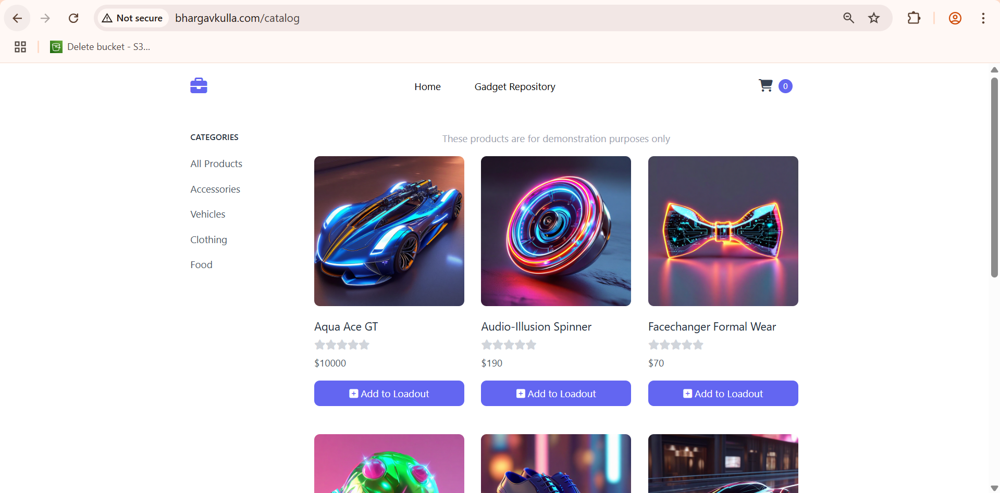 Not secure
bhargavkulla.com/catalog
Delete bucket - S3...
Home
Gadget Repository
0
CATEGORIES
All Products
Accessories
Vehicles
Clothing
Food
These products are for demonstration purposes only
Aqua Ace GT
$10000
Add to Loadout
Audio-Illusion Spinner
$190
Add to Loadout
Facechanger Formal Wear
$70
Add to Loadout